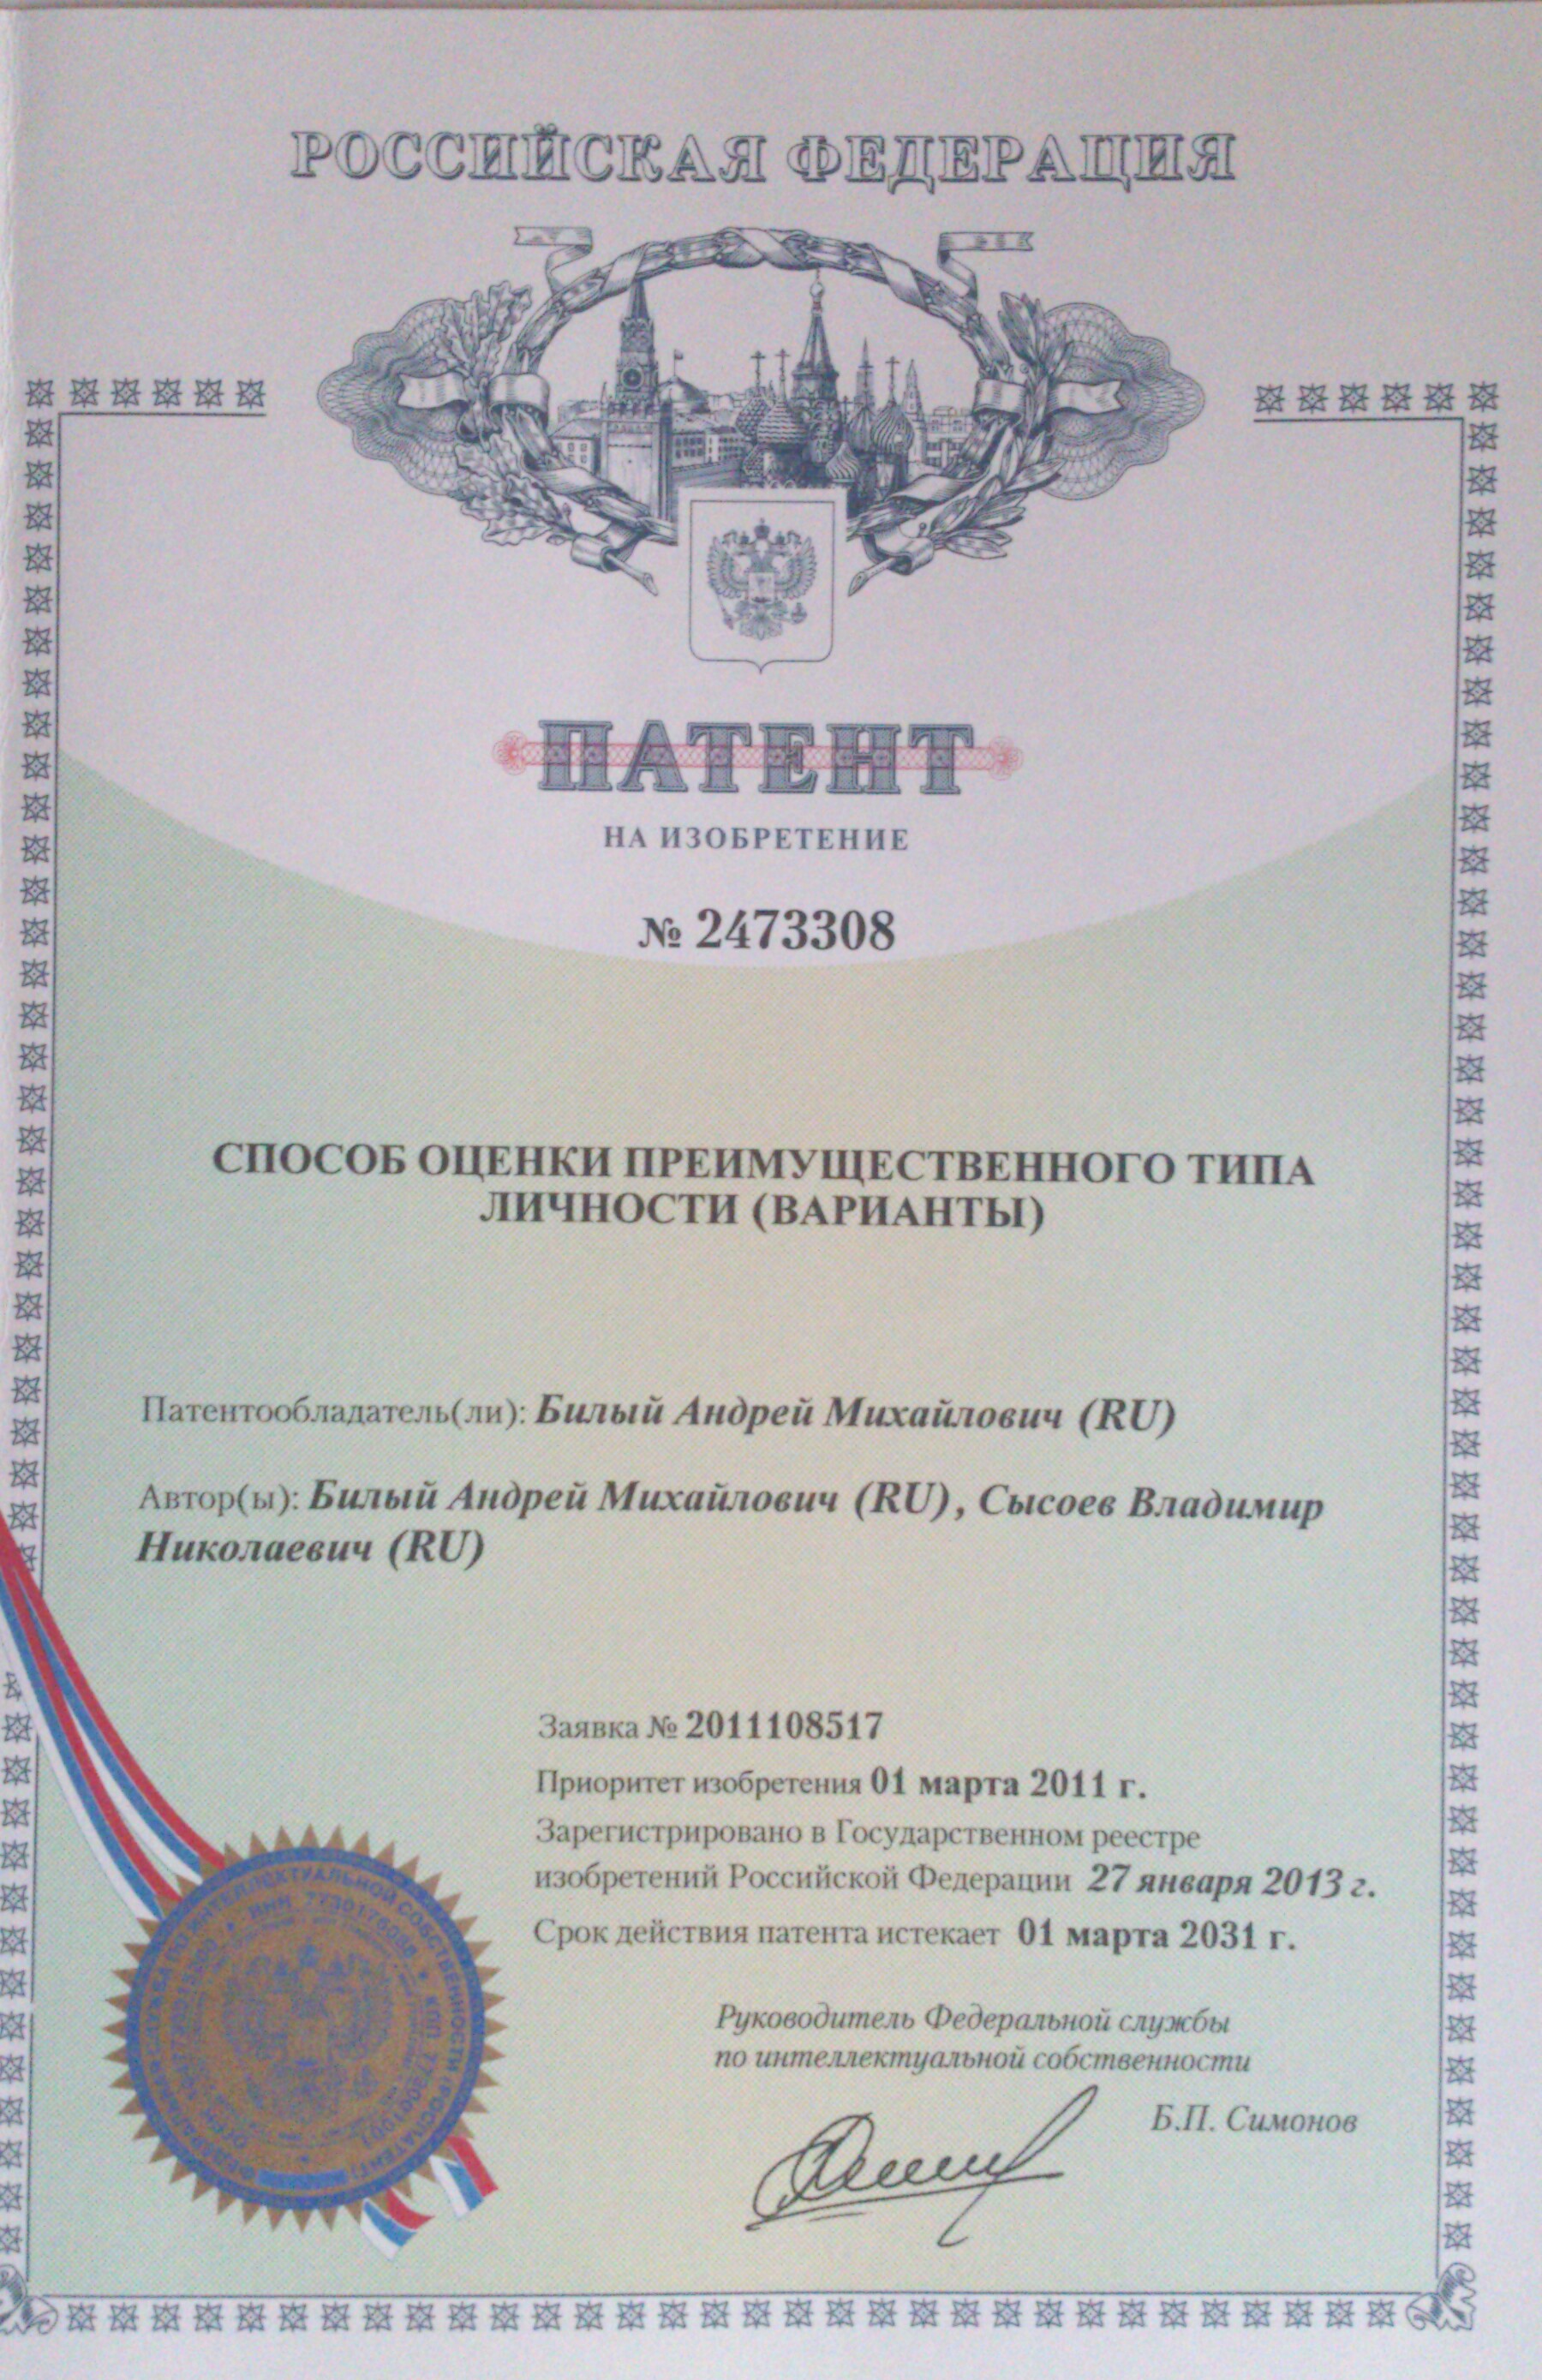 РОССИЙСКАЯ ФЕДЕРАЦИЯ
ПАТЕНТ
НА ИЗОБРЕТЕНИЕ
№ 2473308
СПОСОБ ОЦЕНКИ ПРЕИМУЩЕСТВЕННОГО ТИПА
ЛИЧНОСТИ (ВАРИАНТЫ)
Патентообладатель(ли): Билый Андрей Михайлович (RU)
Автор(ы): Билый Андрей Михайлович (RU), Сысоев Владимир
Николаевич (RU)
Заявка № 2011108517
Приоритет изобретения 01 марта 2011 г.
Зарегистрировано в Государственном реестре
изобретений Российской Федерации 27 января 2013 г.
Срок действия патента истекает 01 марта 2031 г.
Руководитель Федеральной службы
по интеллектуальной собственности
Б.П. Симонов
ПО ИНТЕЛЛЕКТУАЛЬНОЙ СОБСТВЕННОСТИ